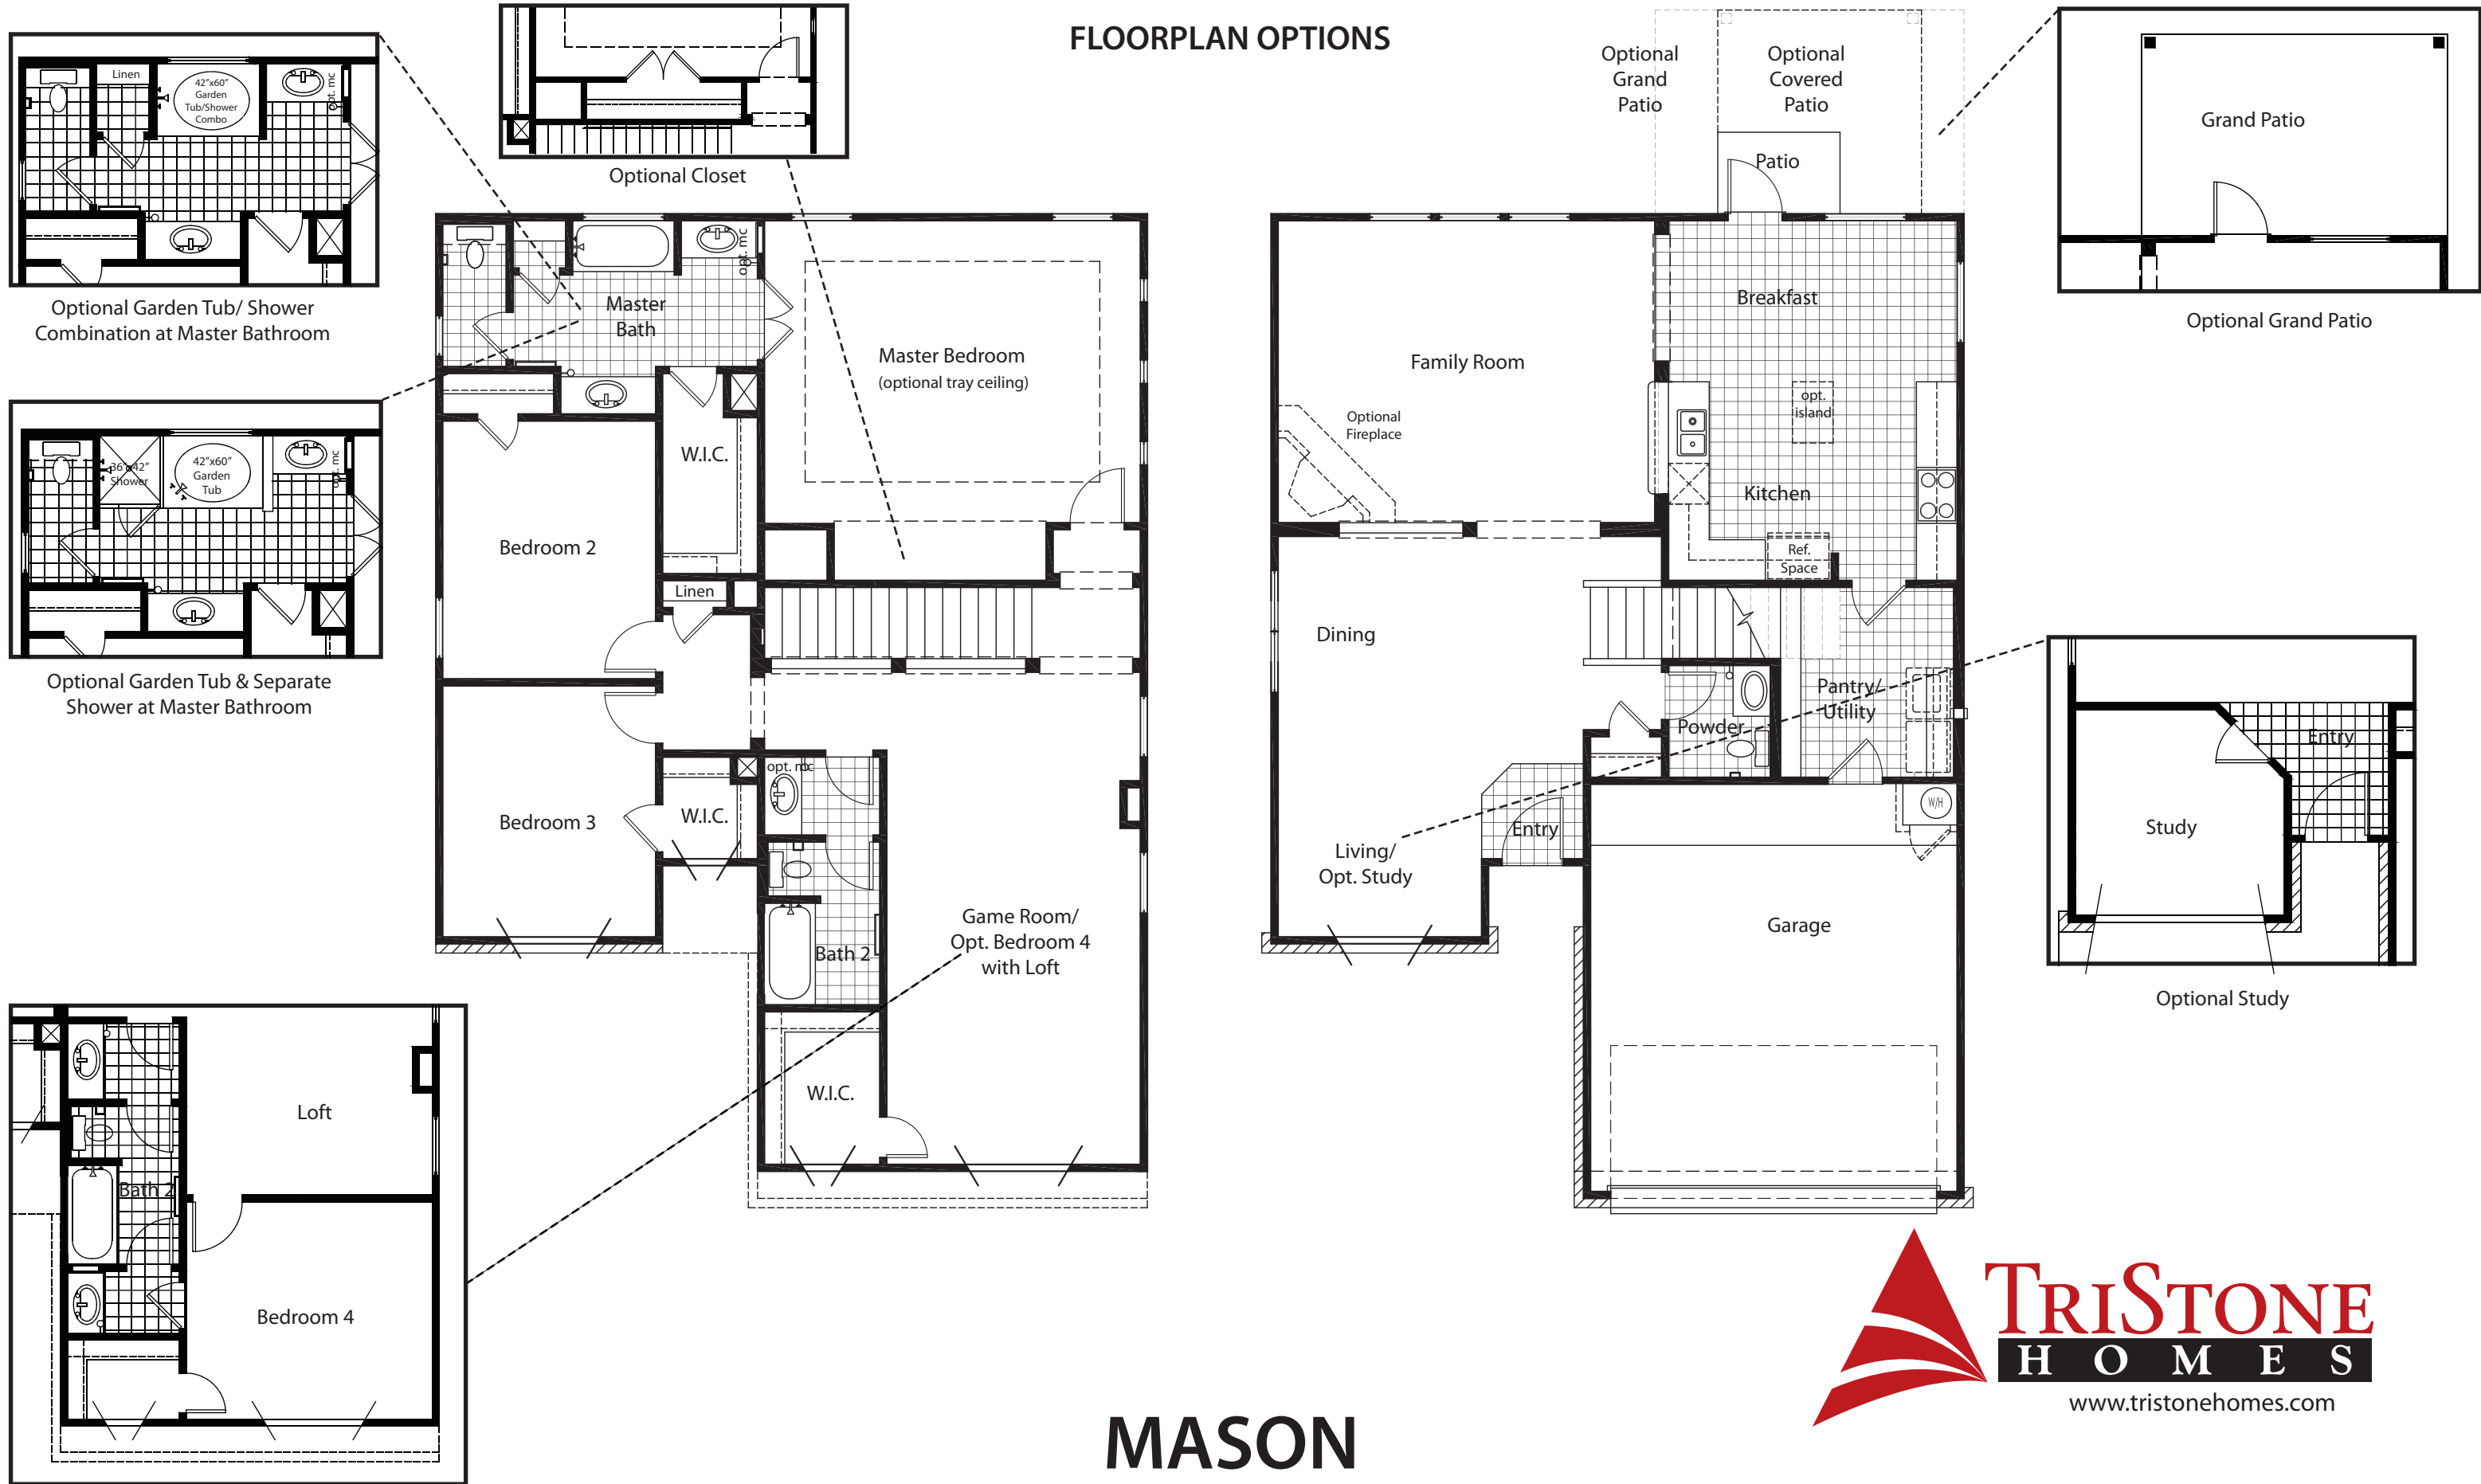 FLOORPLAN OPTIONS
Linen
42"x60"
Garden
Tub/Shower
Combo
opt. mc
Optional Garden Tub/ Shower
Combination at Master Bathroom
Optional Closet
36"x42"
Shower
42"x60"
Garden
Tub
opt. mc
Optional Garden Tub & Separate
Shower at Master Bathroom
Master
Bath
opt. mc
Master Bedroom
(optional tray ceiling)
W.I.C.
Bedroom 2
Linen
Bedroom 3
W.I.C.
opt. mc
Bath 2
Game Room/
Opt. Bedroom 4
with Loft
W.I.C.
Loft
Bath 2
Bedroom 4
Optional
Grand
Patio
Optional
Covered
Patio
Patio
Breakfast
Family Room
Optional
Fireplace
opt.
island
Kitchen
Ref.
Space
Dining
Pantry/
Utility
Powder
Entry
Living/
Opt. Study
W/H
Garage
Grand Patio
Optional Grand Patio
Entry
Study
Optional Study
TRISTONE
HOMES
www.tristonehomes.com
MASON